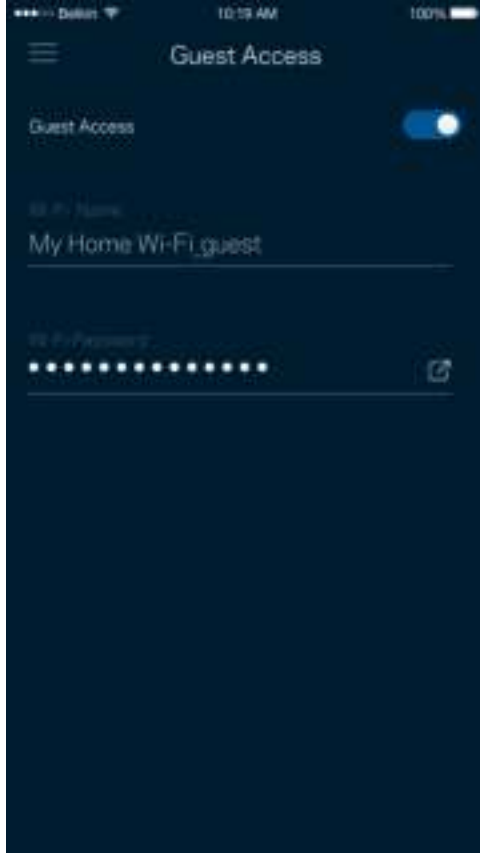 Belkin 10:19 AM 100%
Guest Access
Guest Access
Wi-Fi Name
My Home Wi-Fi_guest
Wi-Fi Password